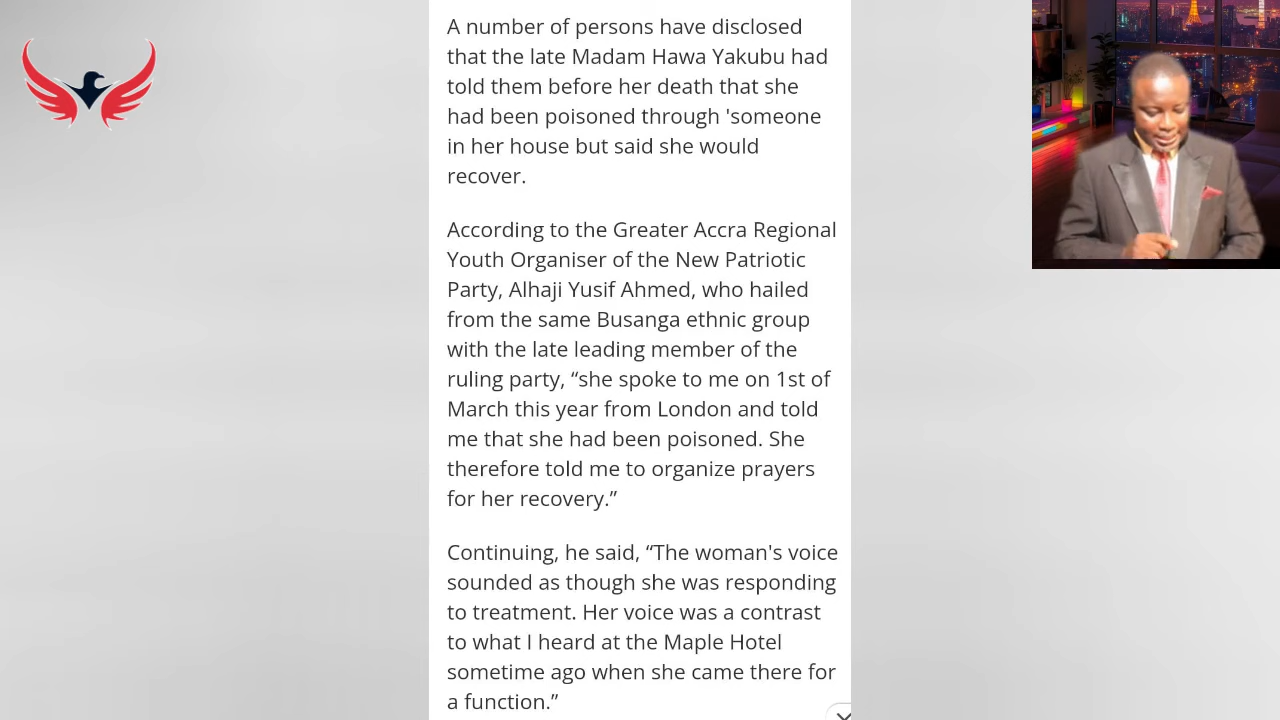 A number of persons have disclosed
that the late Madam Hawa Yakubu had
told them before her death that she
had been poisoned through 'someone
in her house but said she would
recover.
According to the Greater Accra Regional
Youth Organiser of the New Patriotic
Party, Alhaji Yusif Ahmed, who hailed
from the same Busanga ethnic group
with the late leading member of the
ruling party, “she spoke to me on 1st of
March this year from London and told
me that she had been poisoned. She
therefore told me to organize prayers
for her recovery.”
Continuing, he said, “The woman's voice
sounded as though she was responding
to treatment. Her voice was a contrast
to what I heard at the Maple Hotel
sometime ago when she came there for
a function.”